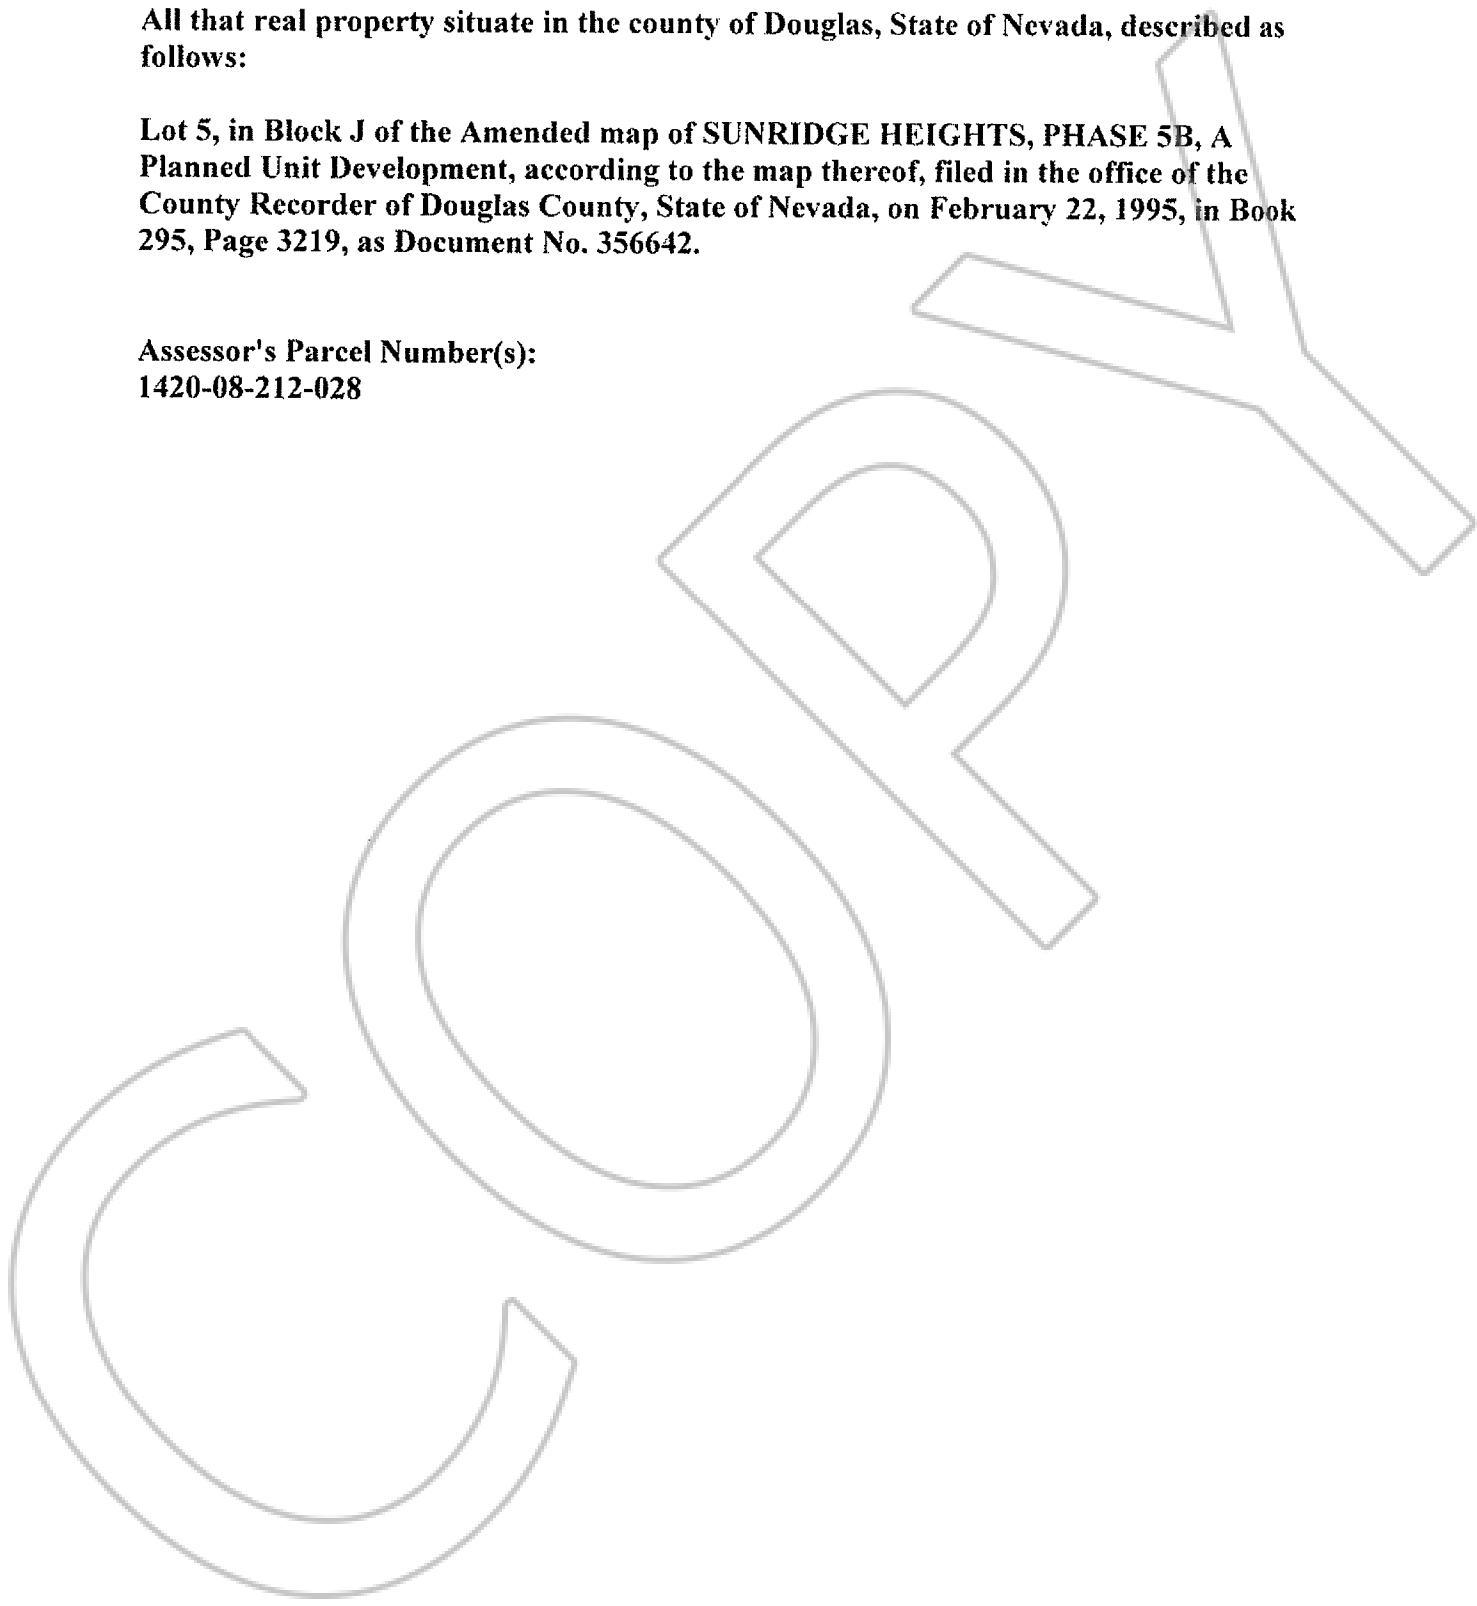 All that real property situate in the county of Douglas, State of Nevada, described as
follows:
Lot 5, in Block J of the Amended map of SUNRIDGE HEIGHTS, PHASE 5B, A
Planned Unit Development, according to the map thereof, filed in the office of the
County Recorder of Douglas County, State of Nevada, on February 22, 1995, in Book
295, Page 3219, as Document No. 356642.
Assessor's Parcel Number(s):
1420-08-212-028
COPY